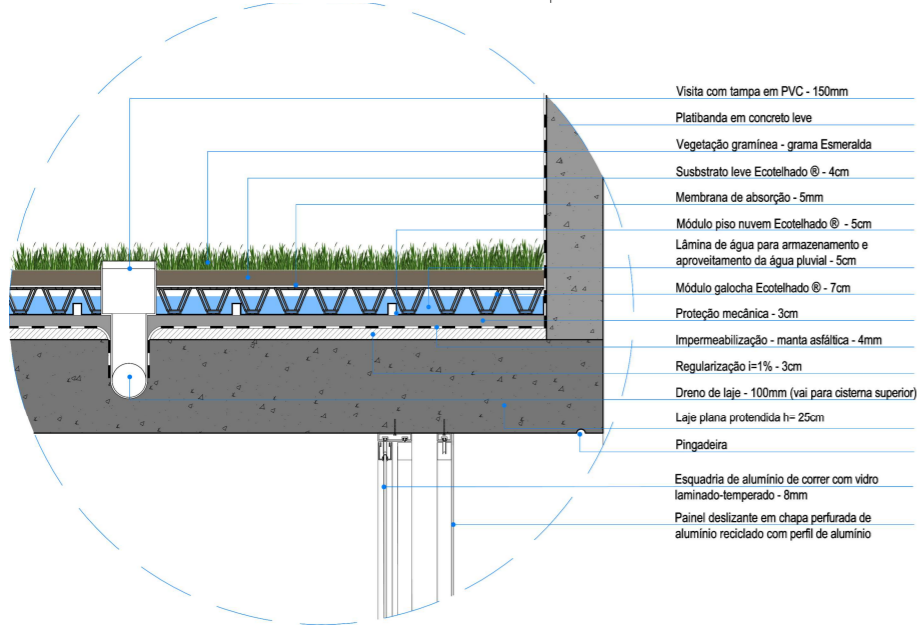 Visita com tampa em PVC - 150mm
Platibanda em concreto leve
Vegetação gramínea - grama Esmeralda
Susbstrato leve Ecotelhado ® - 4cm
Membrana de absorção - 5mm
Módulo piso nuvem Ecotelhado ® - 5cm
Lâmina de água para armazenamento e
aproveitamento da água pluvial - 5cm
Módulo galocha Ecotelhado ® - 7cm
Proteção mecânica - 3cm
Impermeabilização - manta asfáltica - 4mm
Regularização i=1% - 3cm
Dreno de laje - 100mm (vai para cisterna superior)
Laje plana protendida h= 25cm
Pingadeira
Esquadria de alumínio de correr com vidro
laminado-temperado - 8mm
Painel deslizante em chapa perfurada de
alumínio reciclado com perfil de alumínio